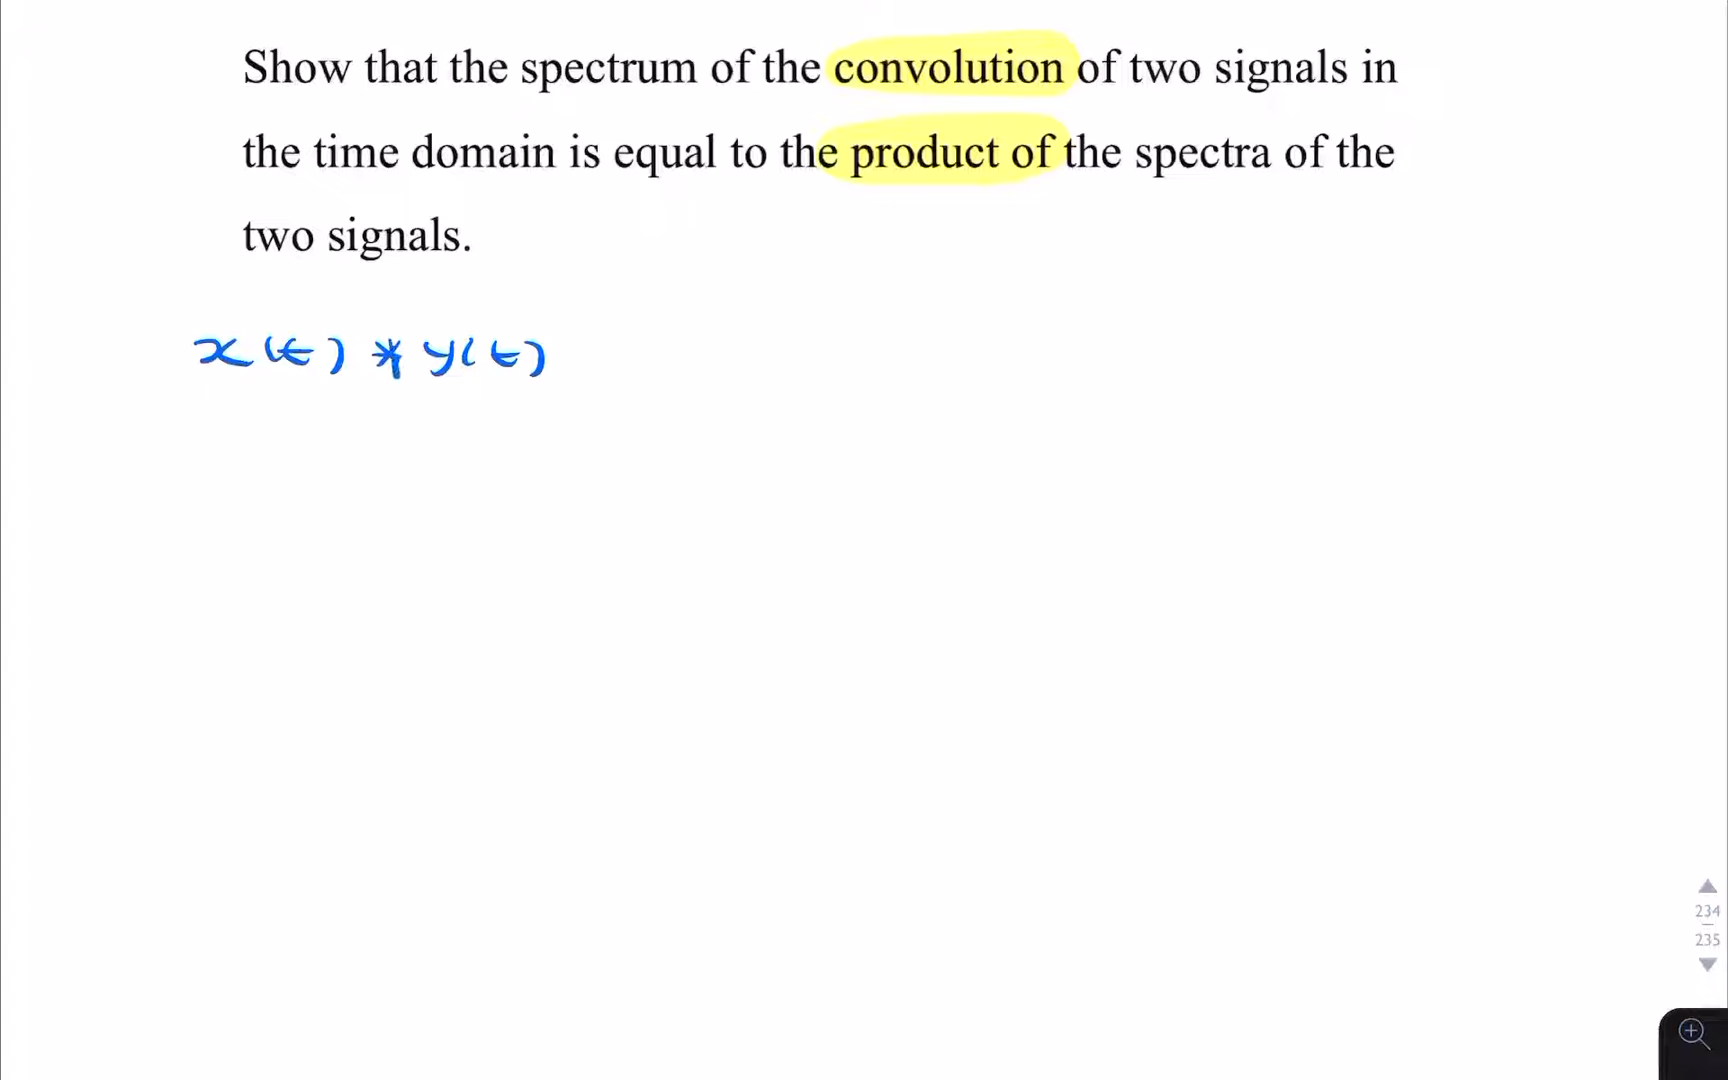 Show that the spectrum of the convolution of two signals in
the time domain is equal to the product of the spectra of the
two signals.
x(t) * y(t)
234
235